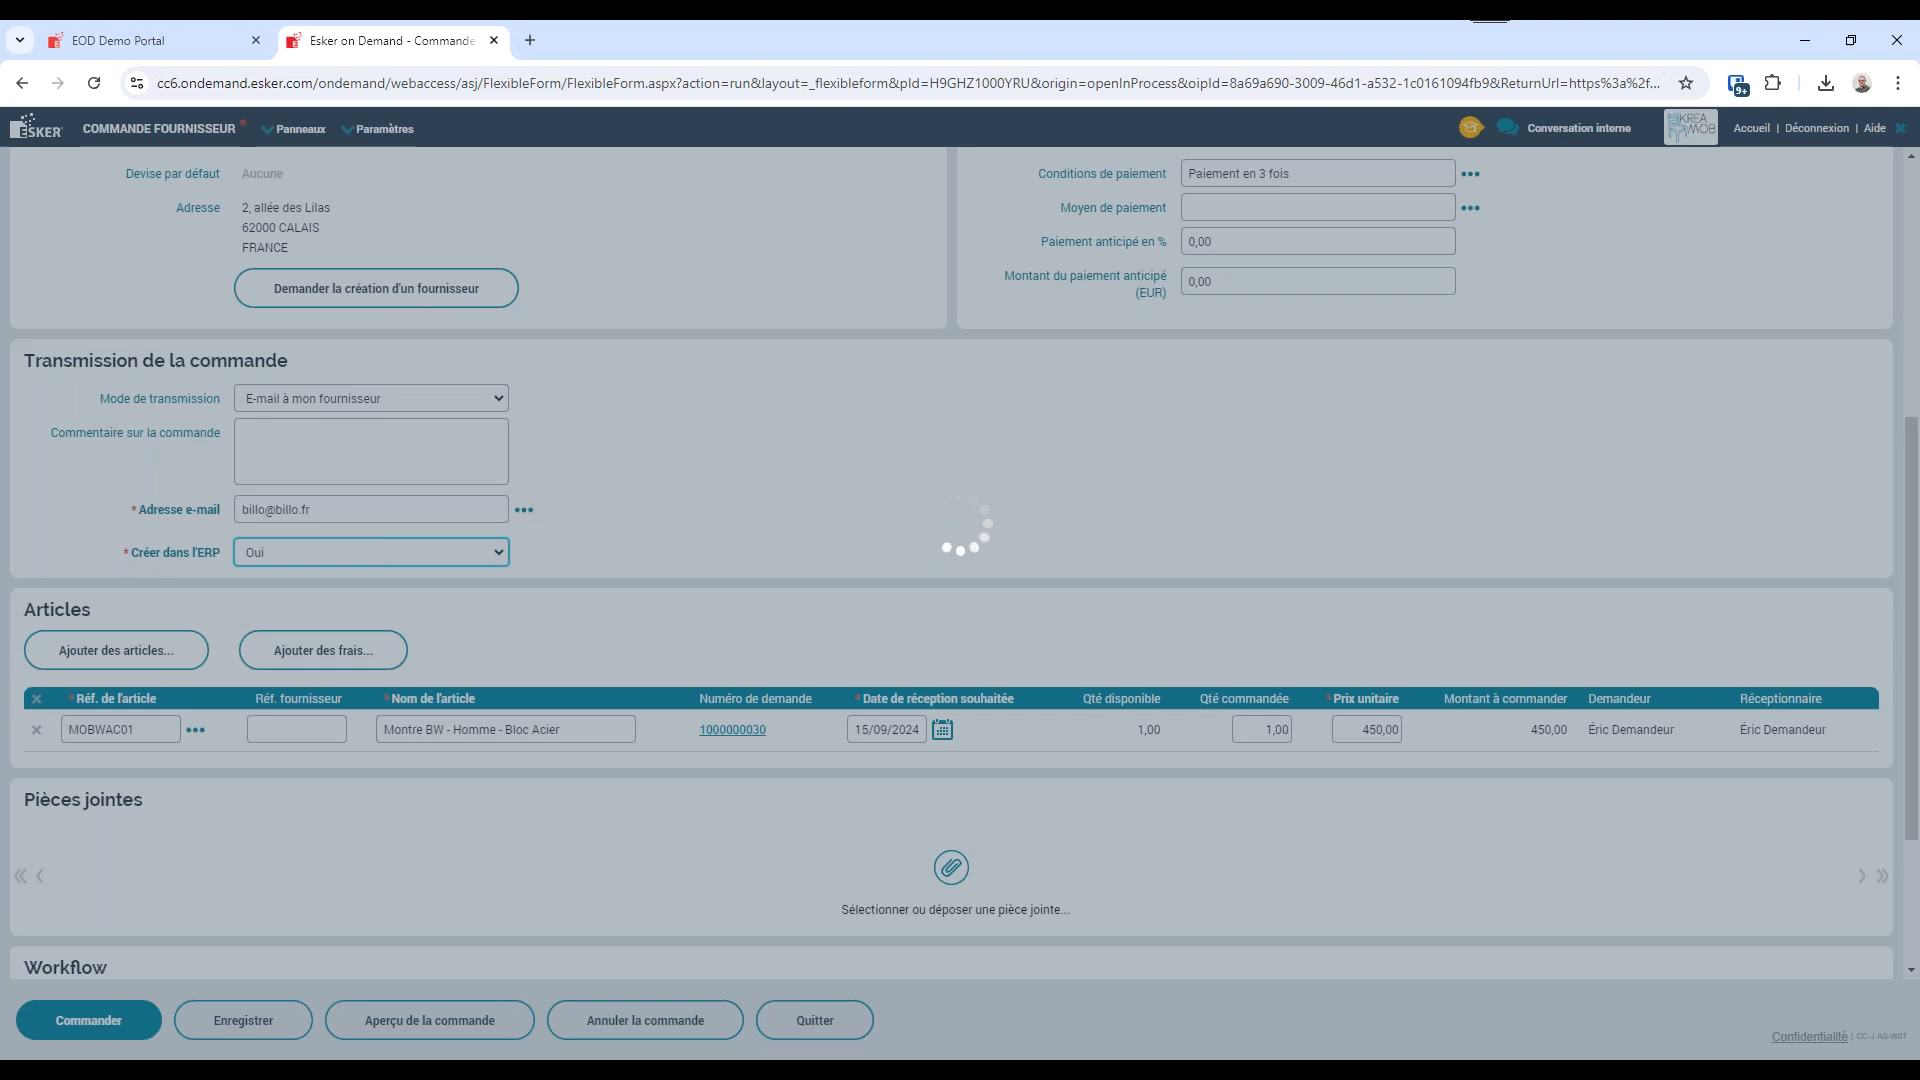 EOD Demo Portal
Esker on Demand - Commande
cc6.ondemand.esker.com/ondemand/webaccess/asj/FlexibleForm/FlexibleForm.aspx?action=run&layout=_flexibleform&pId=H9GHZ1000YRU&origin=openInProcess&oipId=8a69a690-3009-46d1-a532-1c0161094fb9&ReturnUrl=https%3a%2f...
9+
ESKER
COMMANDE FOURNISSEUR *
Panneaux
Paramètres
Conversation interne
KREA MOB
Accueil | Déconnexion | Aide
Devise par défaut Aucune
Adresse 2, allée des Lilas
62000 CALAIS
FRANCE
Demander la création d'un fournisseur
Conditions de paiement Paiement en 3 fois
Moyen de paiement
Paiement anticipé en % 0,00
Montant du paiement anticipé (EUR) 0,00
Transmission de la commande
Mode de transmission E-mail à mon fournisseur
Commentaire sur la commande
* Adresse e-mail billo@billo.fr
* Créer dans l'ERP Oui
Articles
Ajouter des articles...
Ajouter des frais...
* Réf. de l'article Réf. fournisseur * Nom de l'article Numéro de demande * Date de réception souhaitée Qté disponible Qté commandée * Prix unitaire Montant à commander Demandeur Réceptionnaire
MOBWAC01 Montre BW - Homme - Bloc Acier 1000000030 15/09/2024 1,00 1,00 450,00 450,00 Éric Demandeur Éric Demandeur
Pièces jointes
Sélectionner ou déposer une pièce jointe...
Workflow
Commander
Enregistrer
Aperçu de la commande
Annuler la commande
Quitter
Confidentialité | CC-J-AS-W07